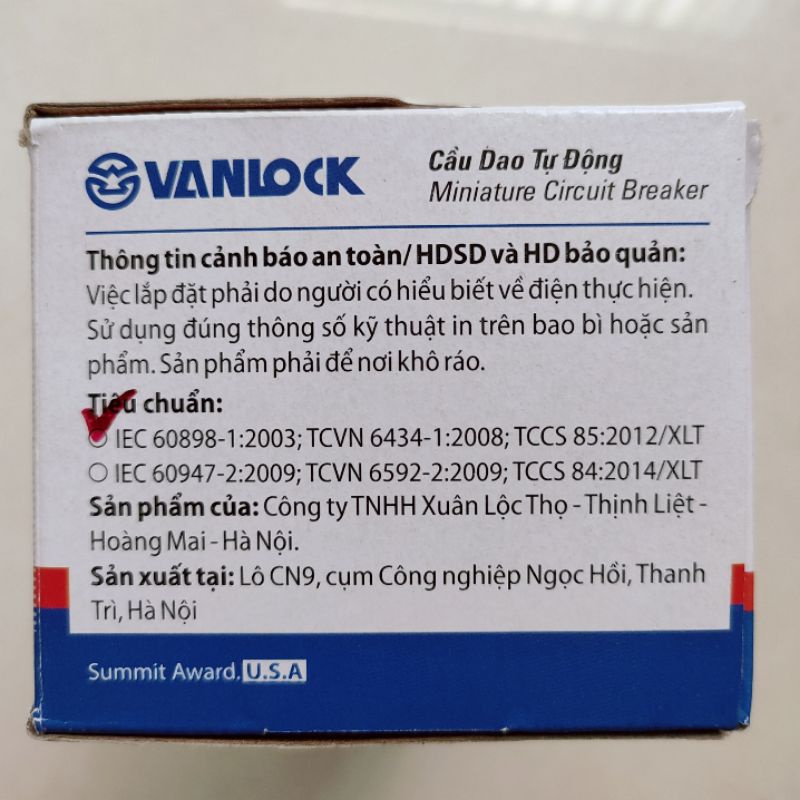 VANLOCK
Cầu Dao Tự Động
Miniature Circuit Breaker
Thông tin cảnh báo an toàn/ HDSD và HD bảo quản:
Việc lắp đặt phải do người có hiểu biết về điện thực hiện.
Sử dụng đúng thông số kỹ thuật in trên bao bì hoặc sản
phẩm. Sản phẩm phải để nơi khô ráo.
Tiêu chuẩn:
IEC 60898-1:2003; TCVN 6434-1:2008; TCCS 85:2012/XLT
IEC 60947-2:2009; TCVN 6592-2:2009; TCCS 84:2014/XLT
Sản phẩm của: Công ty TNHH Xuân Lộc Thọ - Thịnh Liệt -
Hoàng Mai - Hà Nội.
Sản xuất tại: Lô CN9, cụm Công nghiệp Ngọc Hồi, Thanh
Trì, Hà Nội
Summit Award. U.S.A